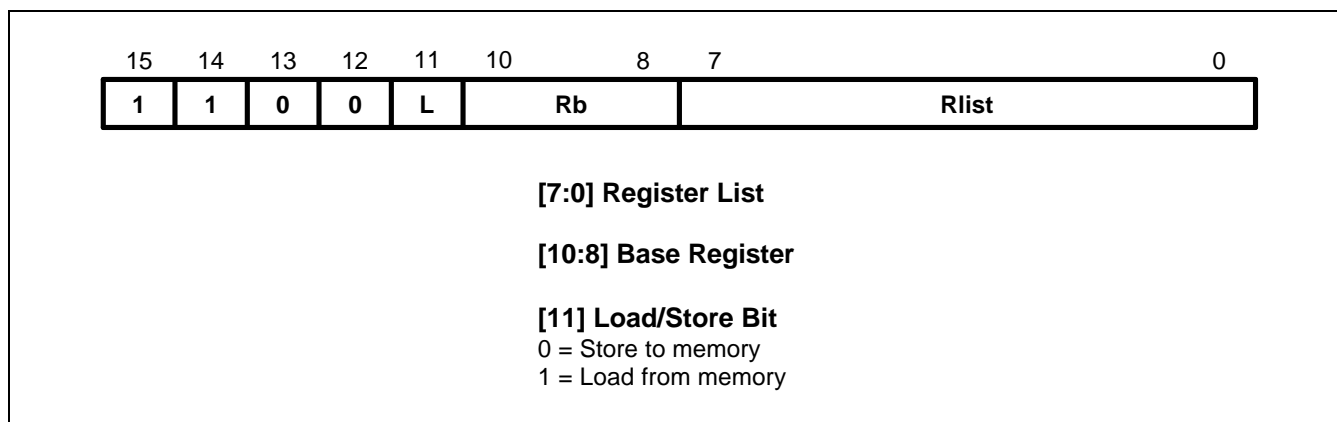 15 14 13 12 11 10 8 7 0
1 1 0 0 L Rb Rlist
[7:0] Register List
[10:8] Base Register
[11] Load/Store Bit
0 = Store to memory
1 = Load from memory